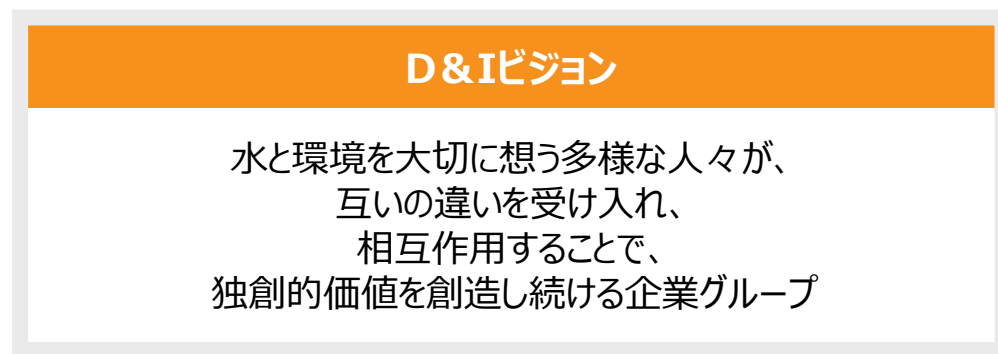 D&Iビジョン
水と環境を大切に想う多様な人々が、
互いの違いを受け入れ、
相互作用することで、
独創的価値を創造し続ける企業グループ